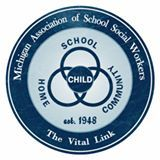 Michigan Association of School Social Workers
SCHOOL
CHILD
HOME
COMMUNITY
est. 1948
The Vital Link